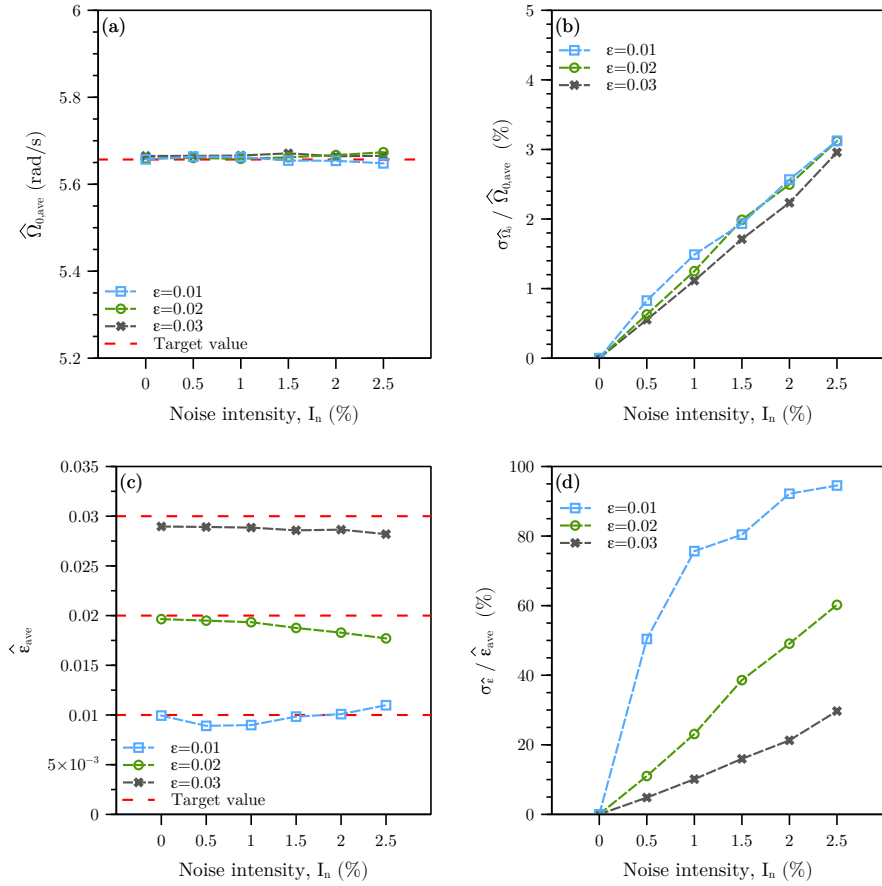 (a)
6
5.8
5.6
5.4
5.2
Ω̂₀,ave (rad/s)
ε=0.01
ε=0.02
ε=0.03
Target value
0 0.5 1 1.5 2 2.5
Noise intensity, Iₙ (%)
(b)
5
4
3
2
1
0
σ_Ω̂₀ / Ω̂₀,ave (%)
ε=0.01
ε=0.02
ε=0.03
0 0.5 1 1.5 2 2.5
Noise intensity, Iₙ (%)
(c)
0.035
0.03
0.025
0.02
0.015
0.01
5×10⁻³
0
ε̂ave
ε=0.01
ε=0.02
ε=0.03
Target value
0 0.5 1 1.5 2 2.5
Noise intensity, Iₙ (%)
(d)
100
80
60
40
20
0
σ_ε̂ / ε̂ave (%)
ε=0.01
ε=0.02
ε=0.03
0 0.5 1 1.5 2 2.5
Noise intensity, Iₙ (%)